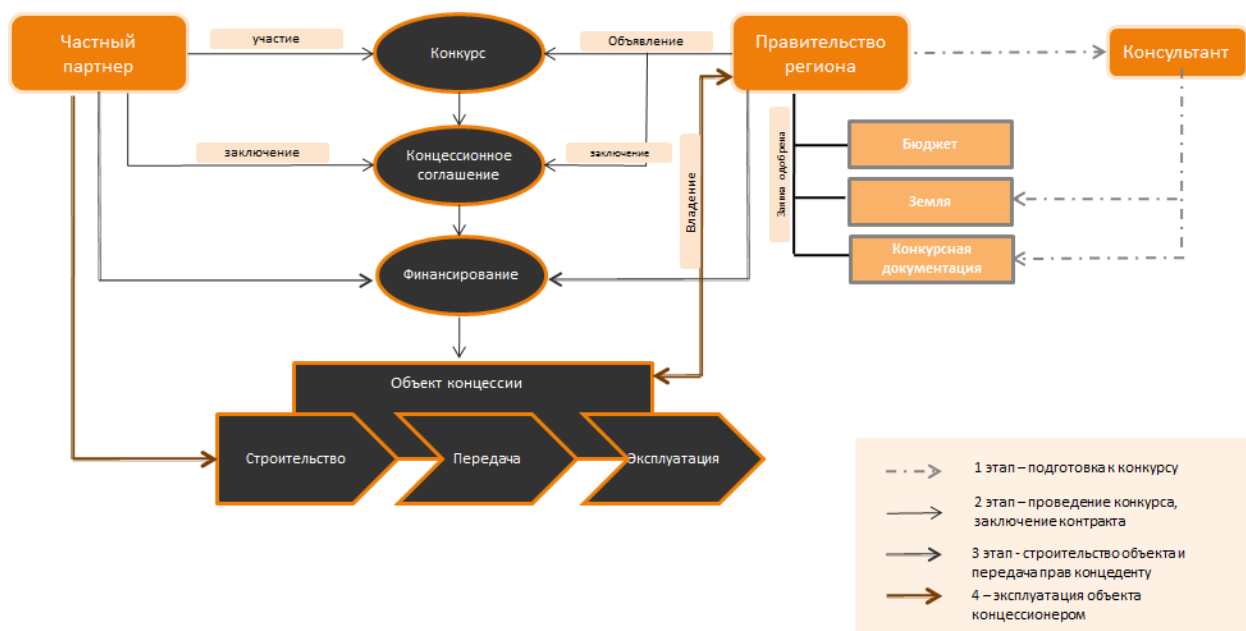 Частный
партнер
участие
Конкурс
Объявление
Правительство
региона
Консультант
заключение
Концессионное
соглашение
заключение
Владение
Заявка одобрена
Бюджет
Земля
Конкурсная
документация
Финансирование
Объект концессии
Строительство
Передача
Эксплуатация
1 этап – подготовка к конкурсу
2 этап – проведение конкурса,
заключение контракта
3 этап - строительство объекта и
передача прав концеденту
4 – эксплуатация объекта
концессионером